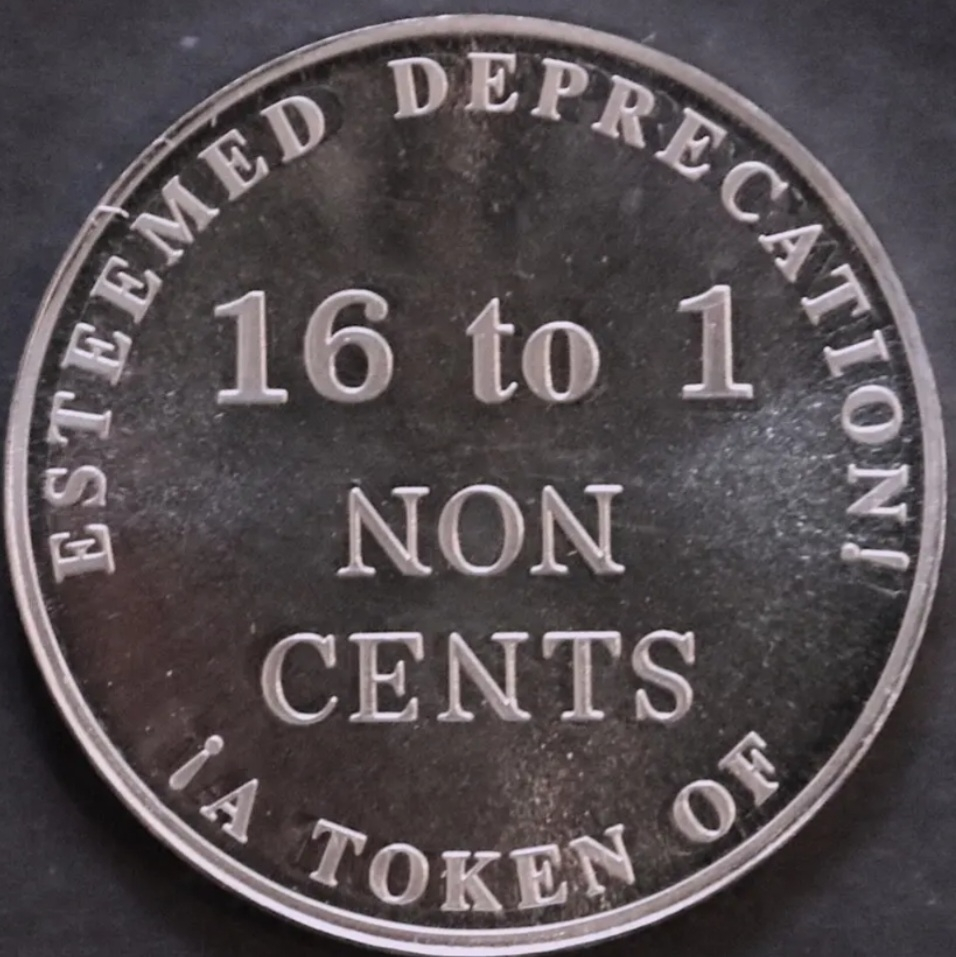 ESTEEMED DEPRECATION!
16 to 1
NON
CENTS
¡A TOKEN OF